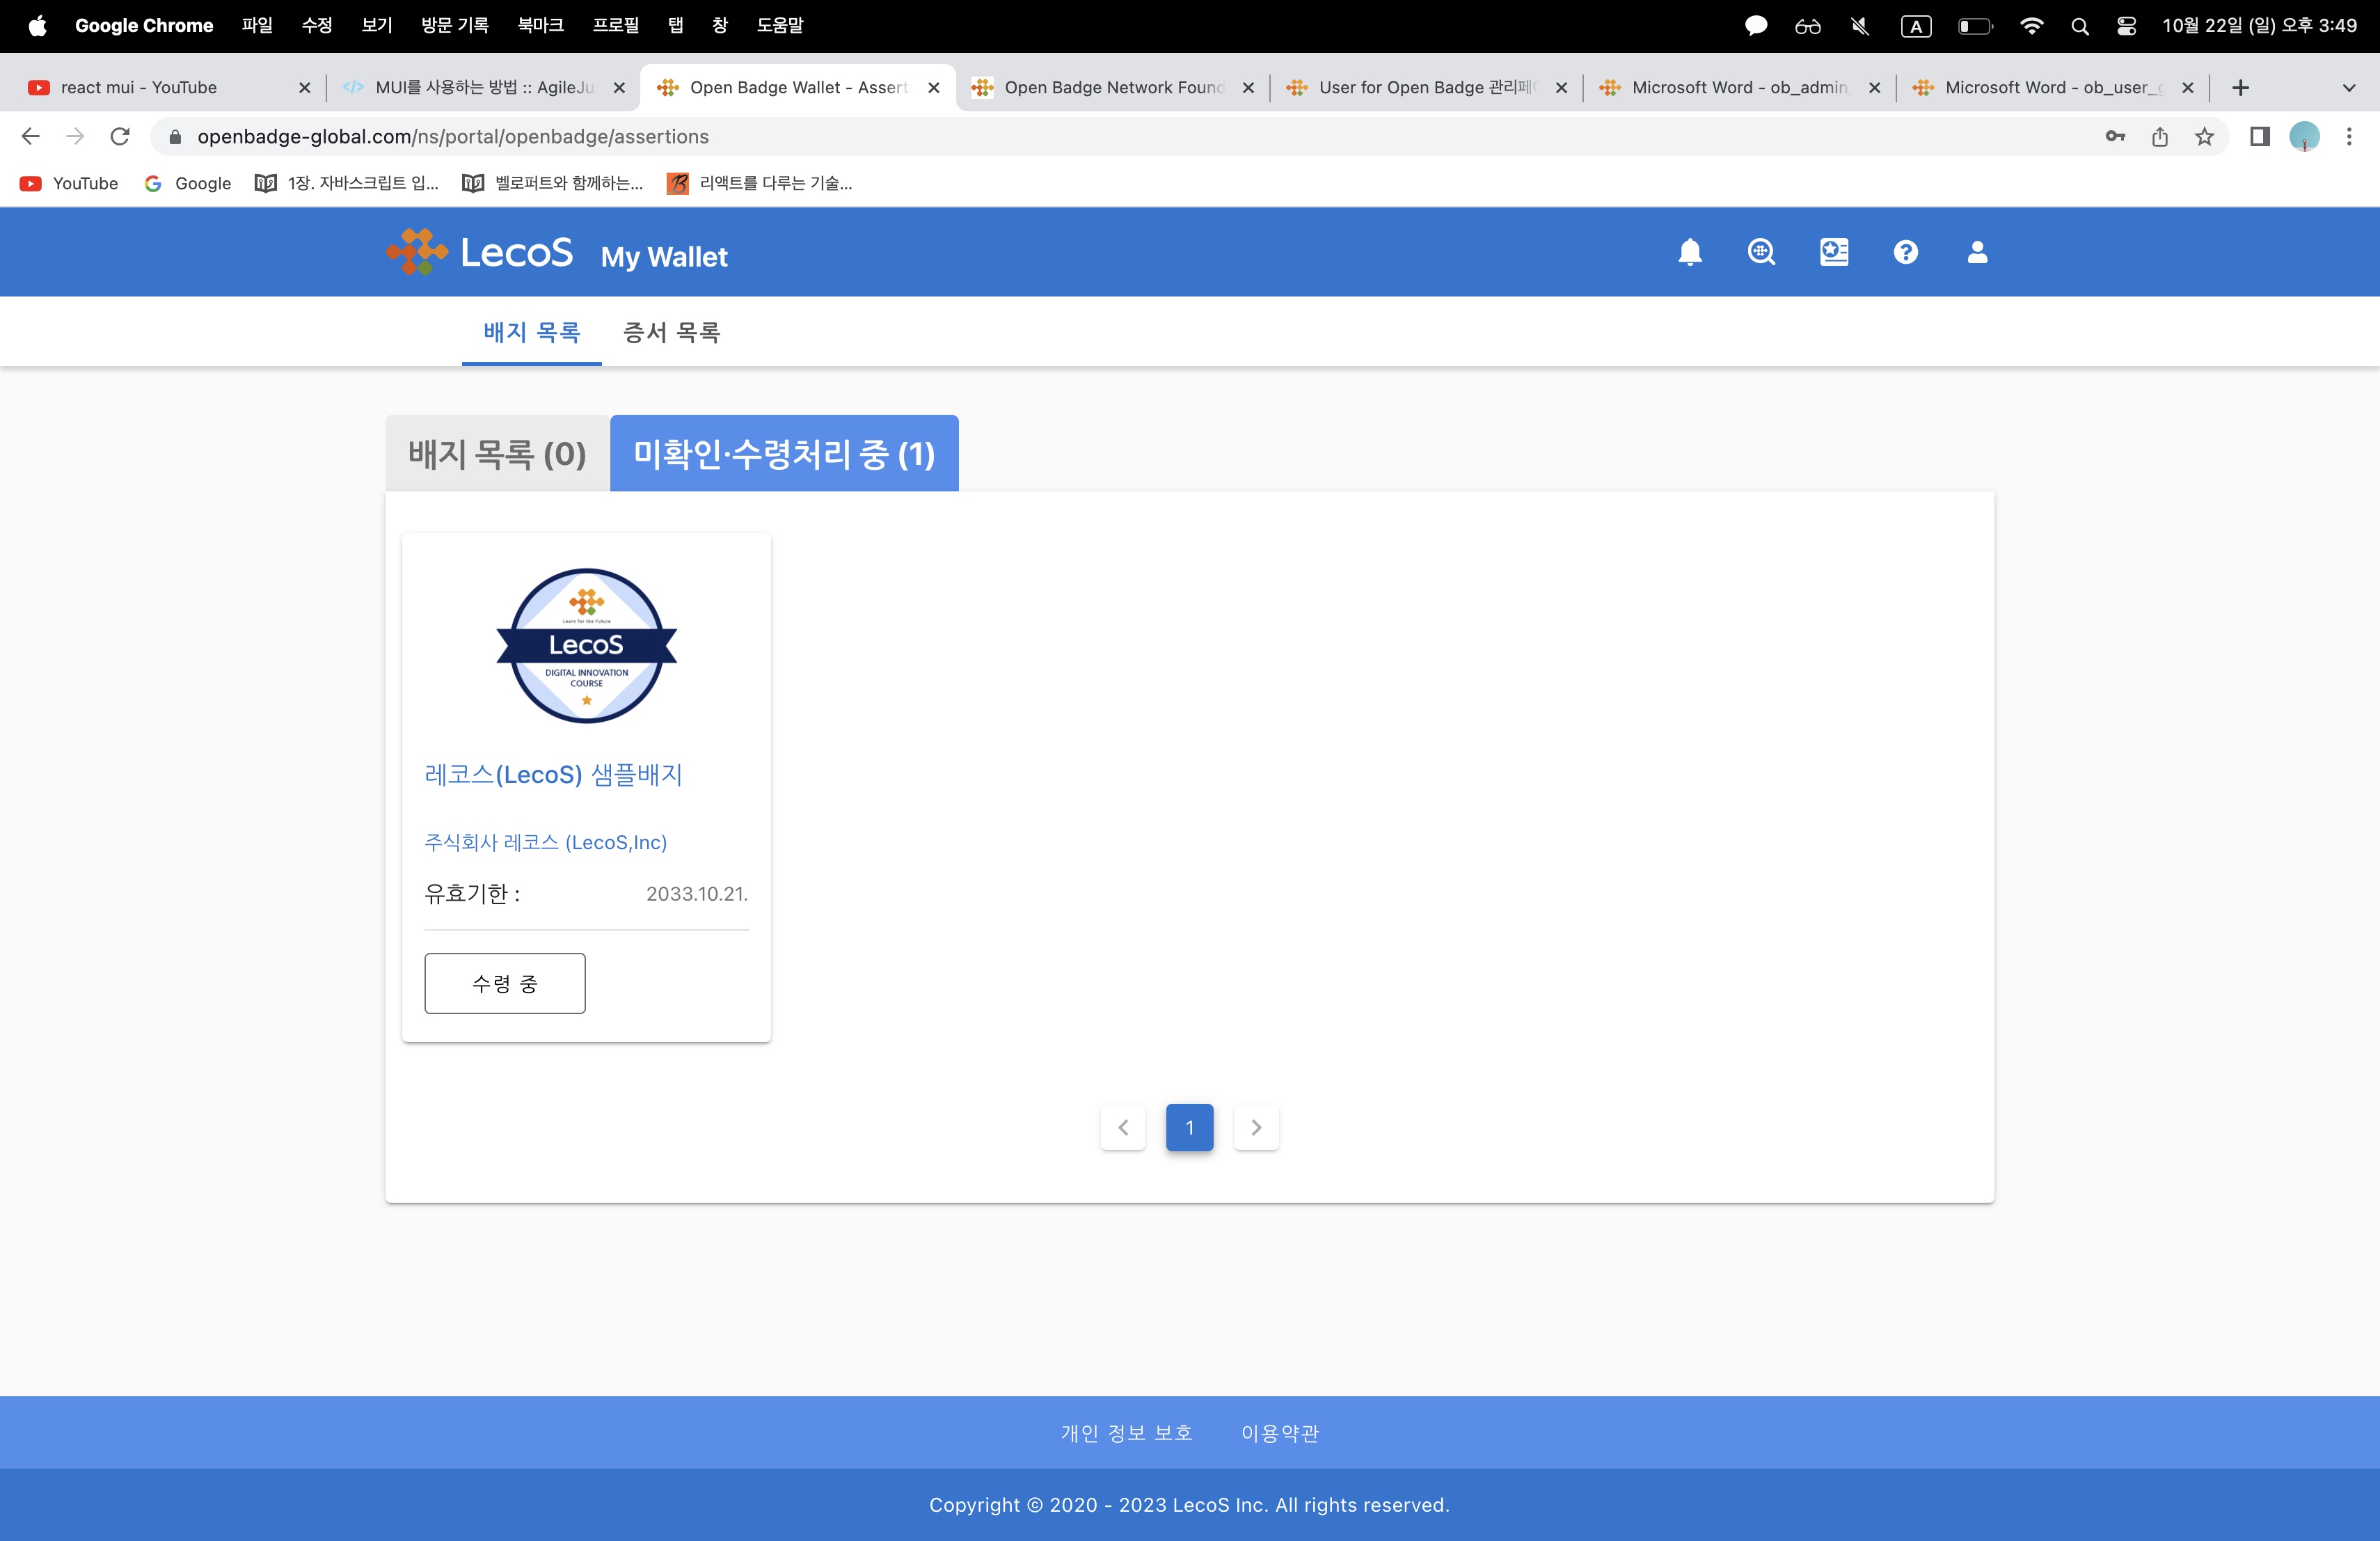 Google Chrome 파일 수정 보기 방문 기록 북마크 프로필 탭 창 도움말 A 10월 22일 (일) 오후 3:49
react mui - YouTube MUI를 사용하는 방법 :: AgileJu Open Badge Wallet - Assert Open Badge Network Found User for Open Badge 관리페 Microsoft Word - ob_admin_ Microsoft Word - ob_user_g
openbadge-global.com/ns/portal/openbadge/assertions
YouTube Google 1장. 자바스크립트 입... 벨로퍼트와 함께하는... 리액트를 다루는 기술...
LecoS My Wallet
배지 목록 증서 목록
배지 목록 (0) 미확인·수령처리 중 (1)
Learn for the Future
LecoS
DIGITAL INNOVATION
COURSE
레코스(LecoS) 샘플배지
주식회사 레코스 (LecoS,Inc)
유효기한 : 2033.10.21.
수령 중
1
개인 정보 보호 이용약관
Copyright © 2020 - 2023 LecoS Inc. All rights reserved.